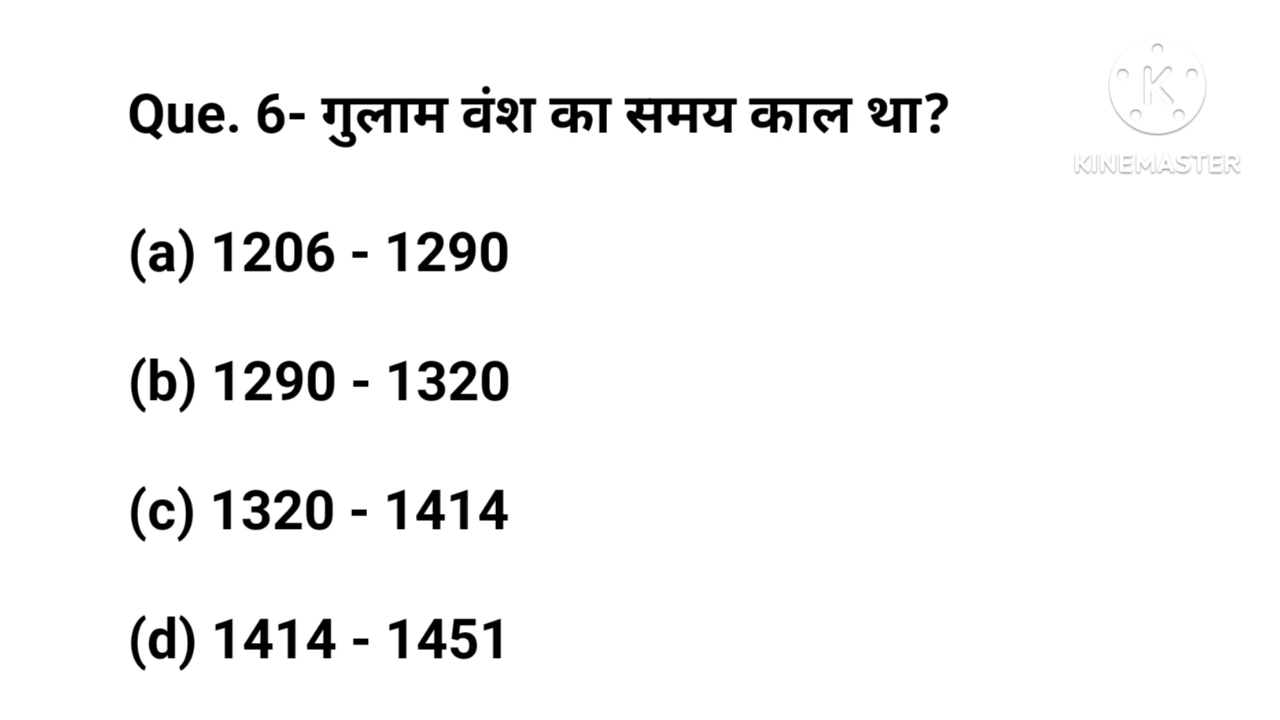 Que. 6- गुलाम वंश का समय काल था?
K
KINEMASTER
(a) 1206 - 1290
(b) 1290 - 1320
(c) 1320 - 1414
(d) 1414 - 1451